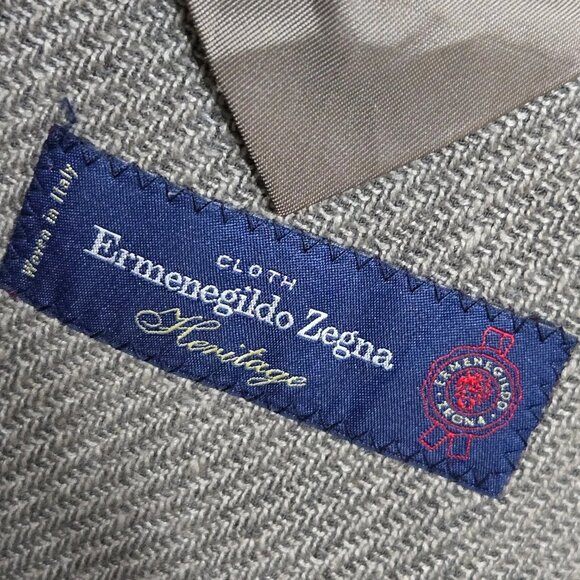 Woven in Italy
CLOTH
Ermenegildo Zegna
Heritage
ERMENEGILDO
ZEGNA